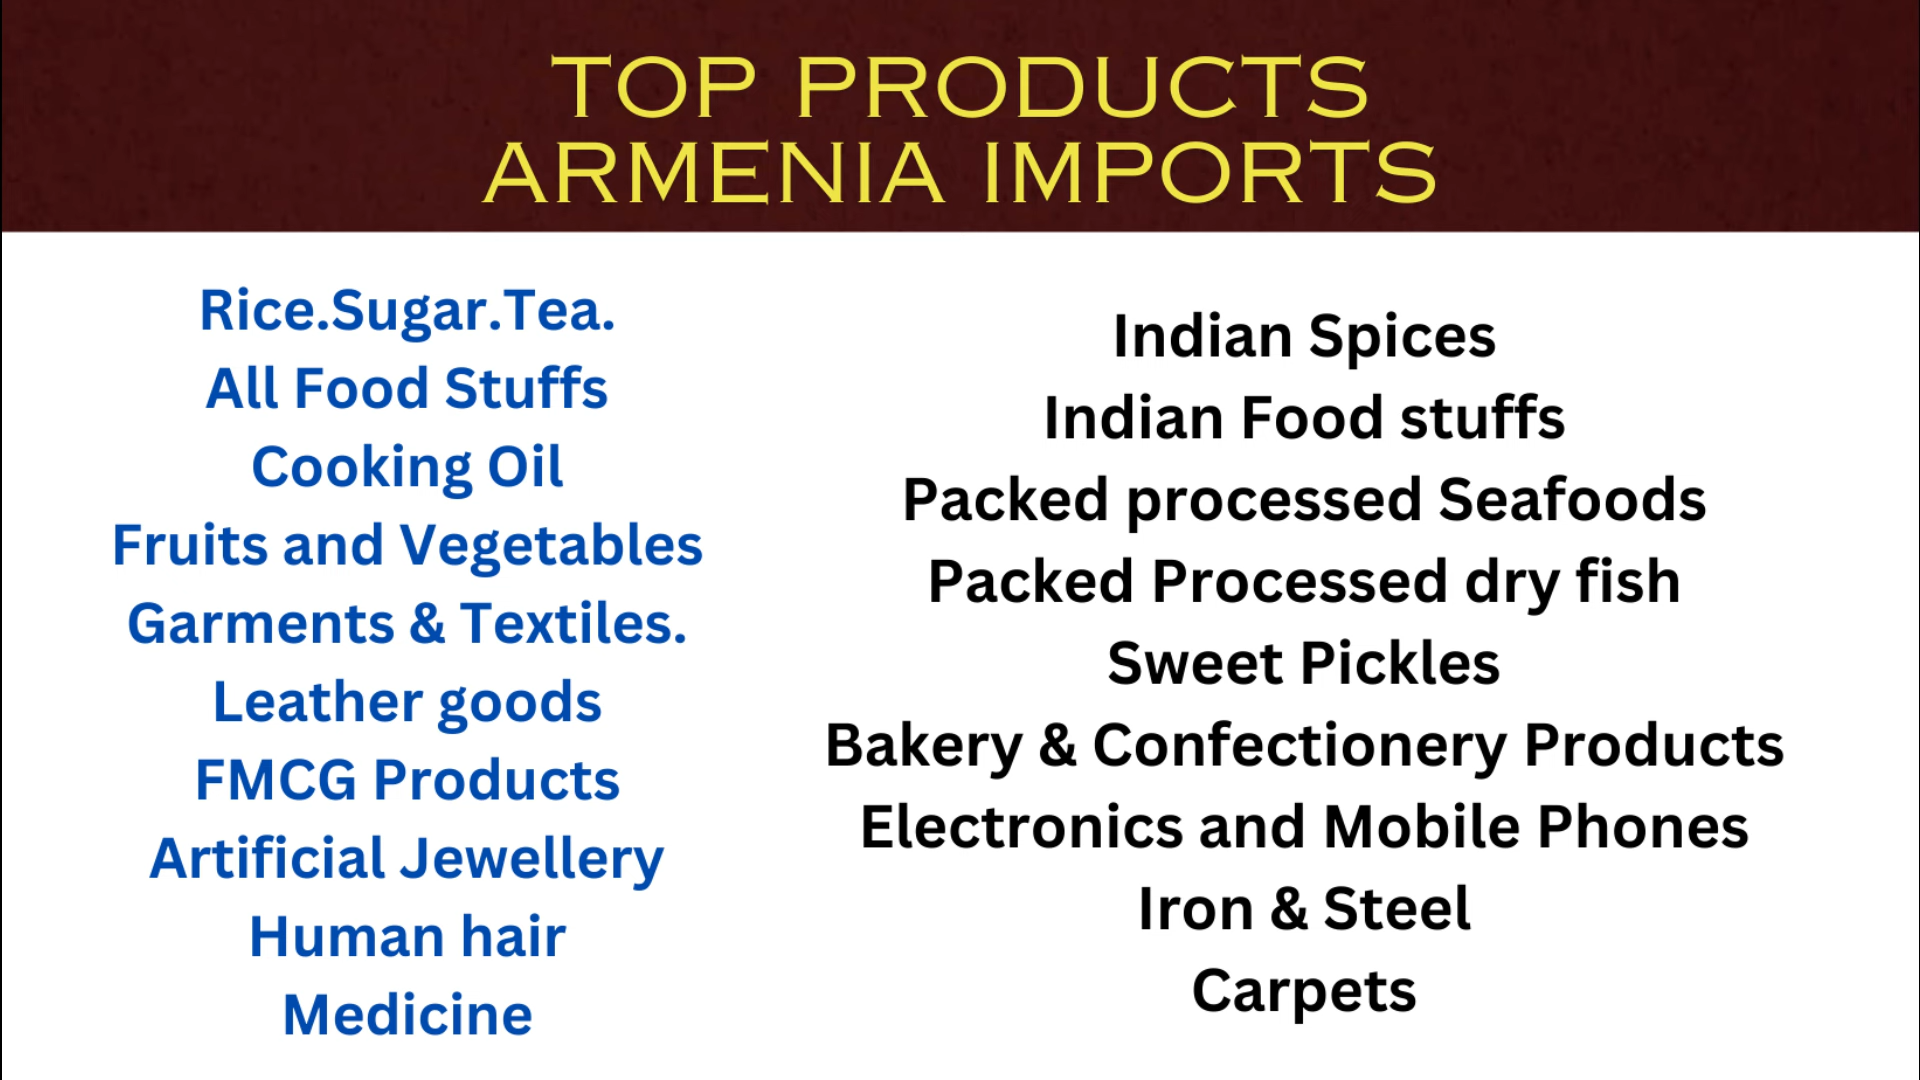 TOP PRODUCTS
ARMENIA IMPORTS
Rice.Sugar.Tea.
All Food Stuffs
Cooking Oil
Fruits and Vegetables
Garments & Textiles.
Leather goods
FMCG Products
Artificial Jewellery
Human hair
Medicine
Indian Spices
Indian Food stuffs
Packed processed Seafoods
Packed Processed dry fish
Sweet Pickles
Bakery & Confectionery Products
Electronics and Mobile Phones
Iron & Steel
Carpets